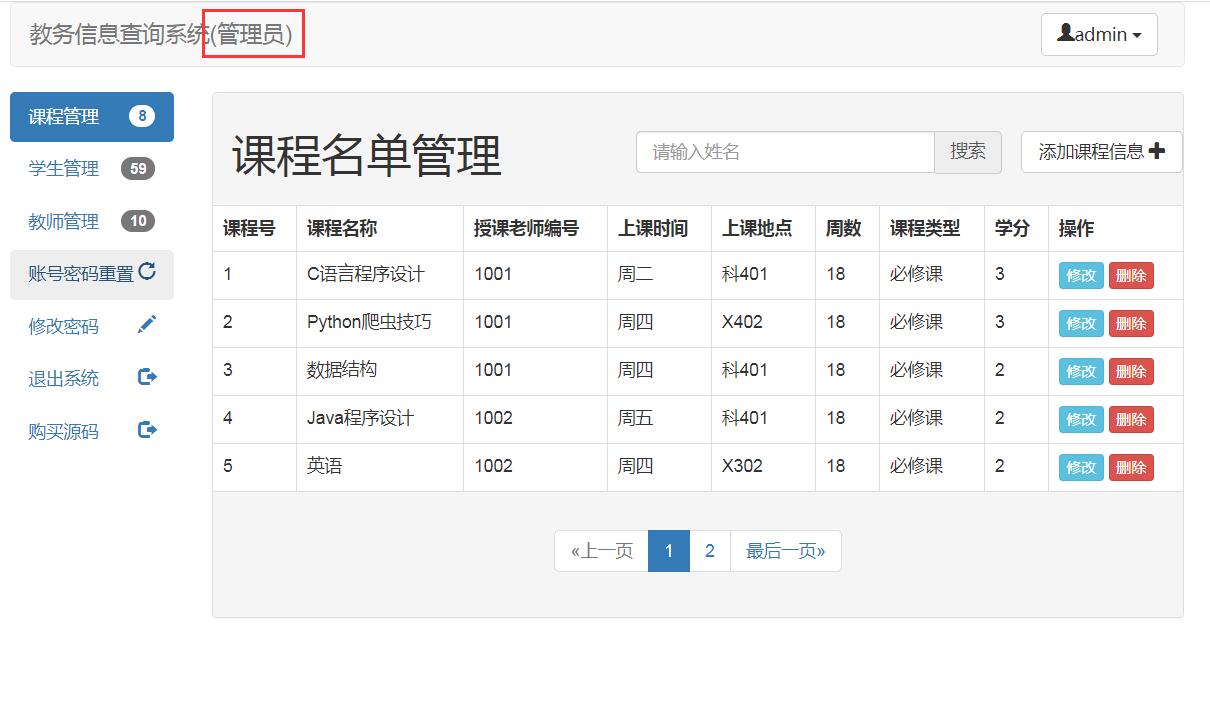 教务信息查询系统(管理员)
admin
课程管理 8
学生管理 59
教师管理 10
账号密码重置
修改密码
退出系统
购买源码
课程名单管理
请输入姓名 搜索 添加课程信息
课程号 课程名称 授课老师编号 上课时间 上课地点 周数 课程类型 学分 操作
1 C语言程序设计 1001 周二 科401 18 必修课 3 修改 删除
2 Python爬虫技巧 1001 周四 X402 18 必修课 3 修改 删除
3 数据结构 1001 周四 科401 18 必修课 2 修改 删除
4 Java程序设计 1002 周五 科401 18 必修课 2 修改 删除
5 英语 1002 周四 X302 18 必修课 2 修改 删除
«上一页 1 2 最后一页»